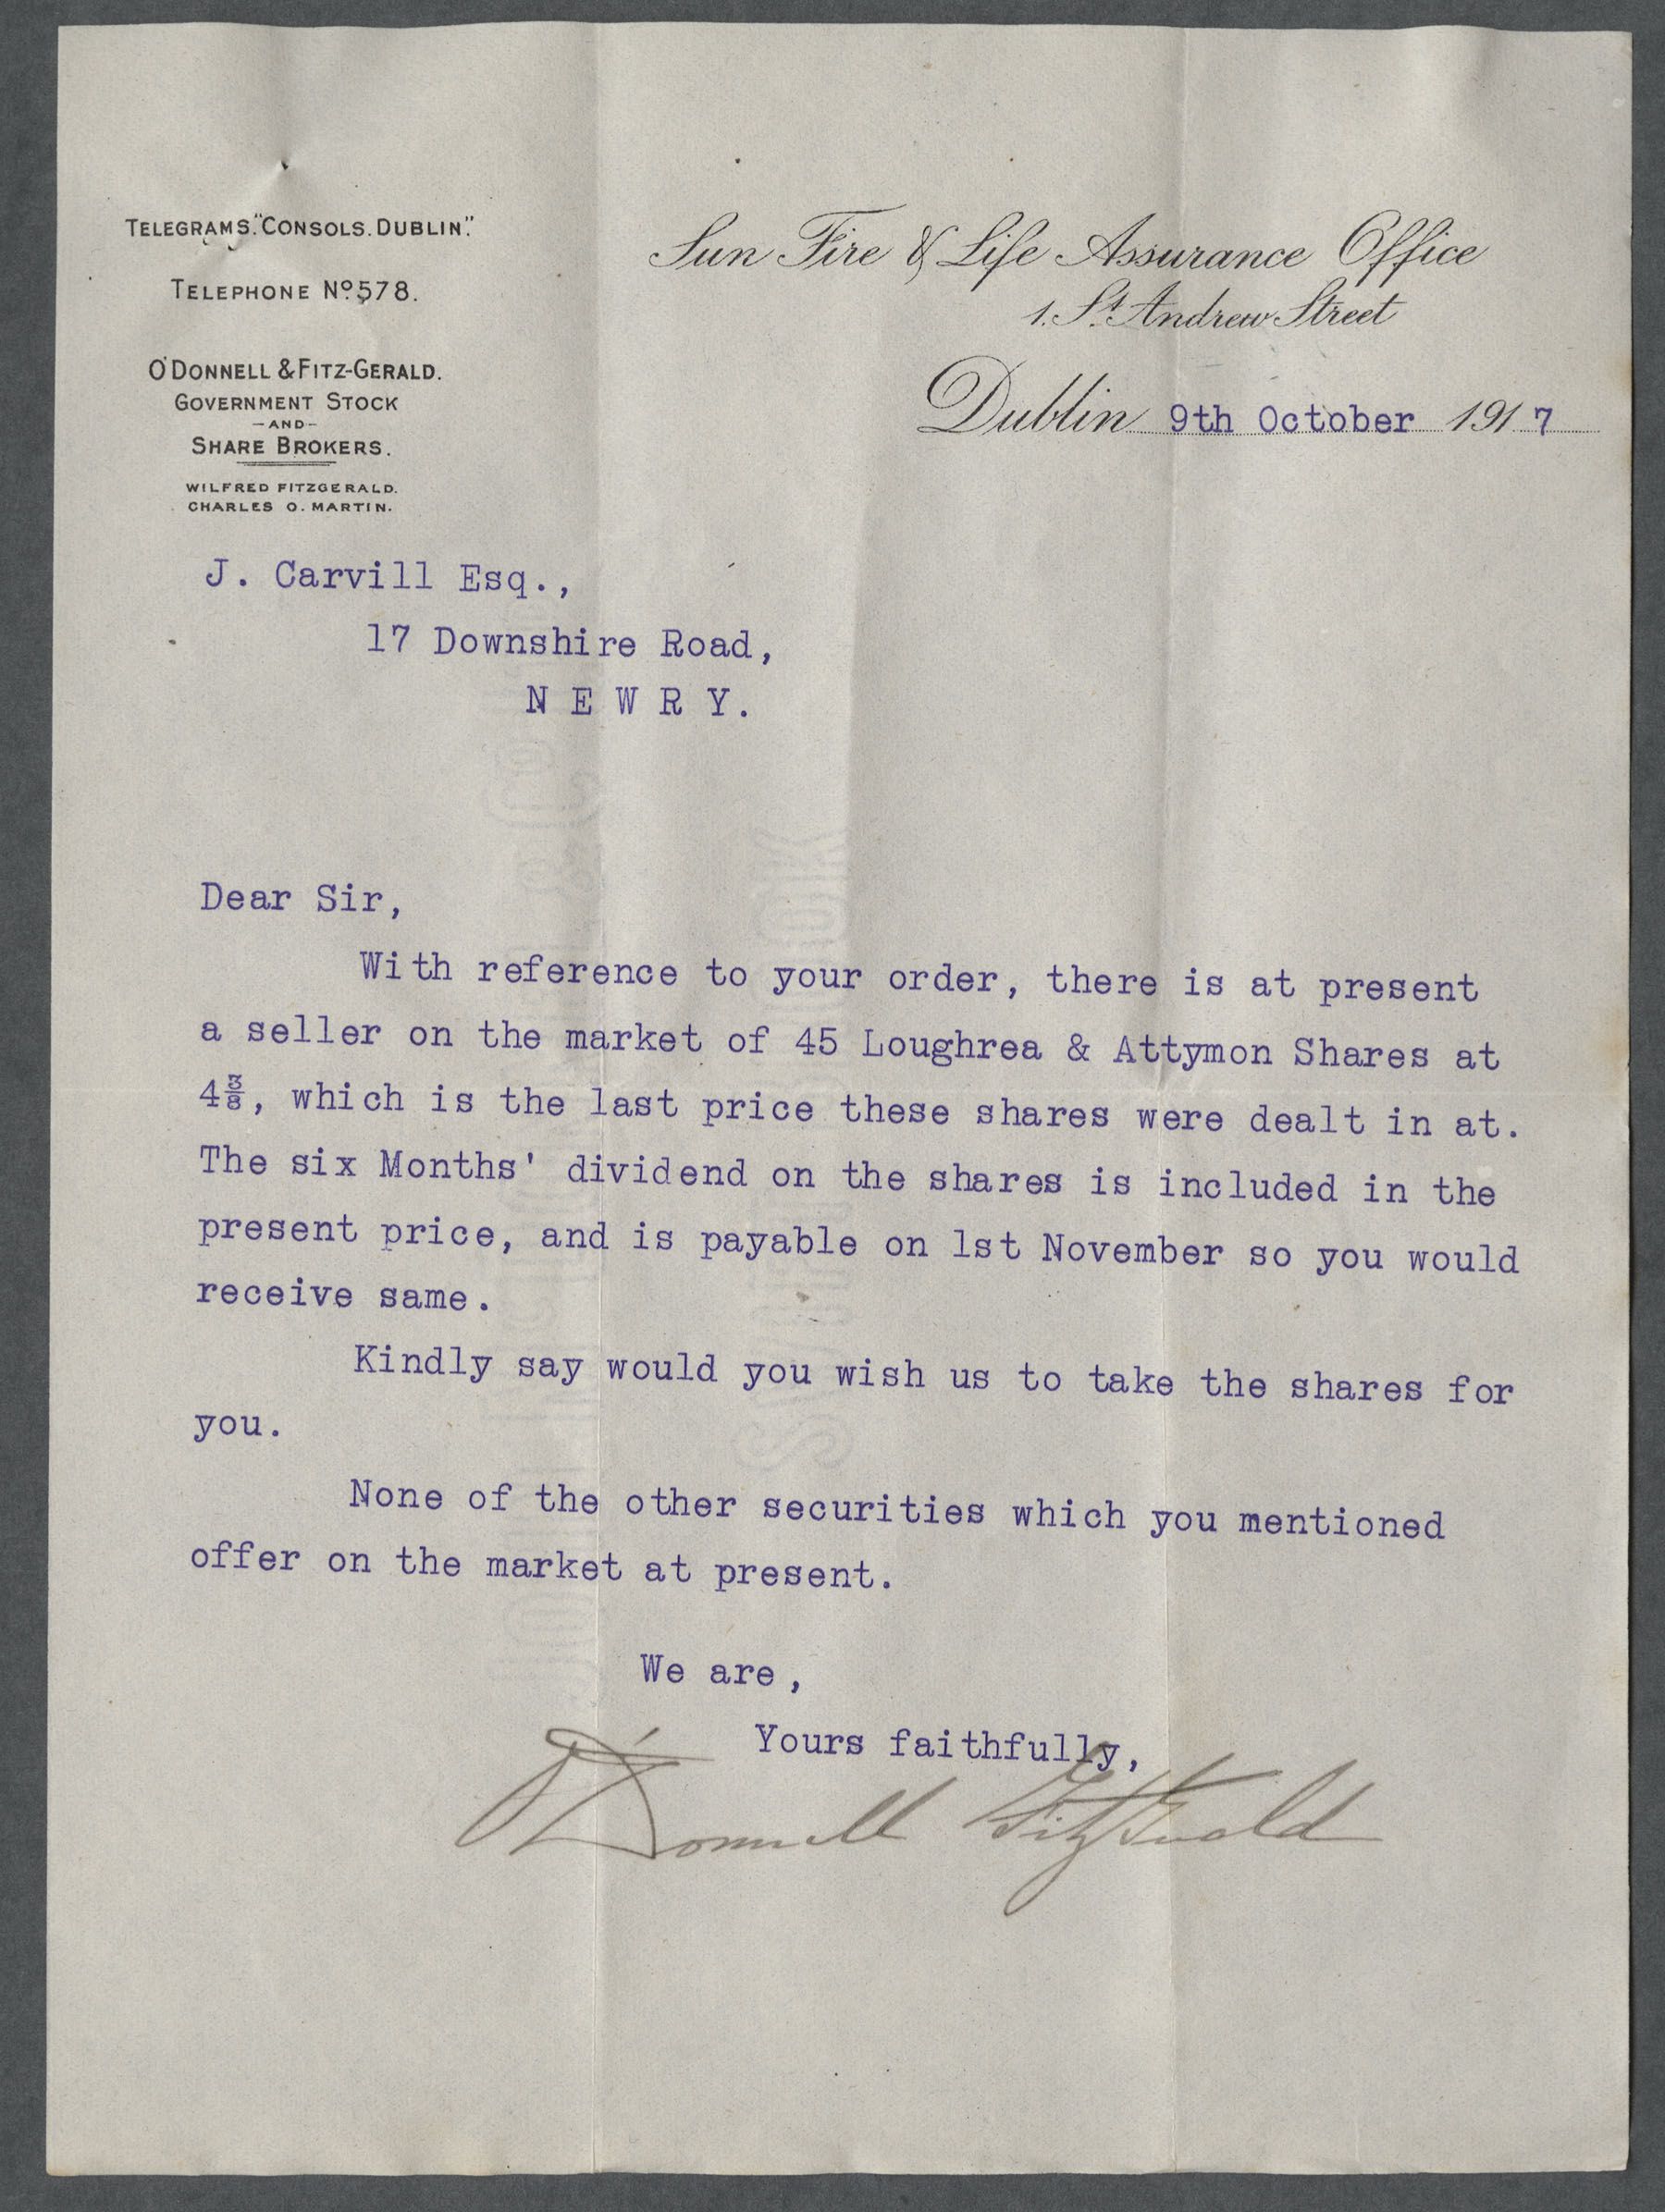 TELEGRAMS. "CONSOLS. DUBLIN".
TELEPHONE No. 578.
O'DONNELL & FITZ-GERALD.
GOVERNMENT STOCK
-AND-
SHARE BROKERS.
WILFRED FITZGERALD.
CHARLES O. MARTIN.
Sun Fire & Life Assurance Office
1. St. Andrew Street
Dublin 9th October 1917
J. Carvill Esq.,
17 Downshire Road,
N E W R Y.
Dear Sir,
With reference to your order, there is at present
a seller on the market of 45 Loughrea & Attymon Shares at
4⅜, which is the last price these shares were dealt in at.
The six Months' dividend on the shares is included in the
present price, and is payable on 1st November so you would
receive same.
Kindly say would you wish us to take the shares for
you.
None of the other securities which you mentioned
offer on the market at present.
We are,
Yours faithfully,
O'Donnell FitzGerald